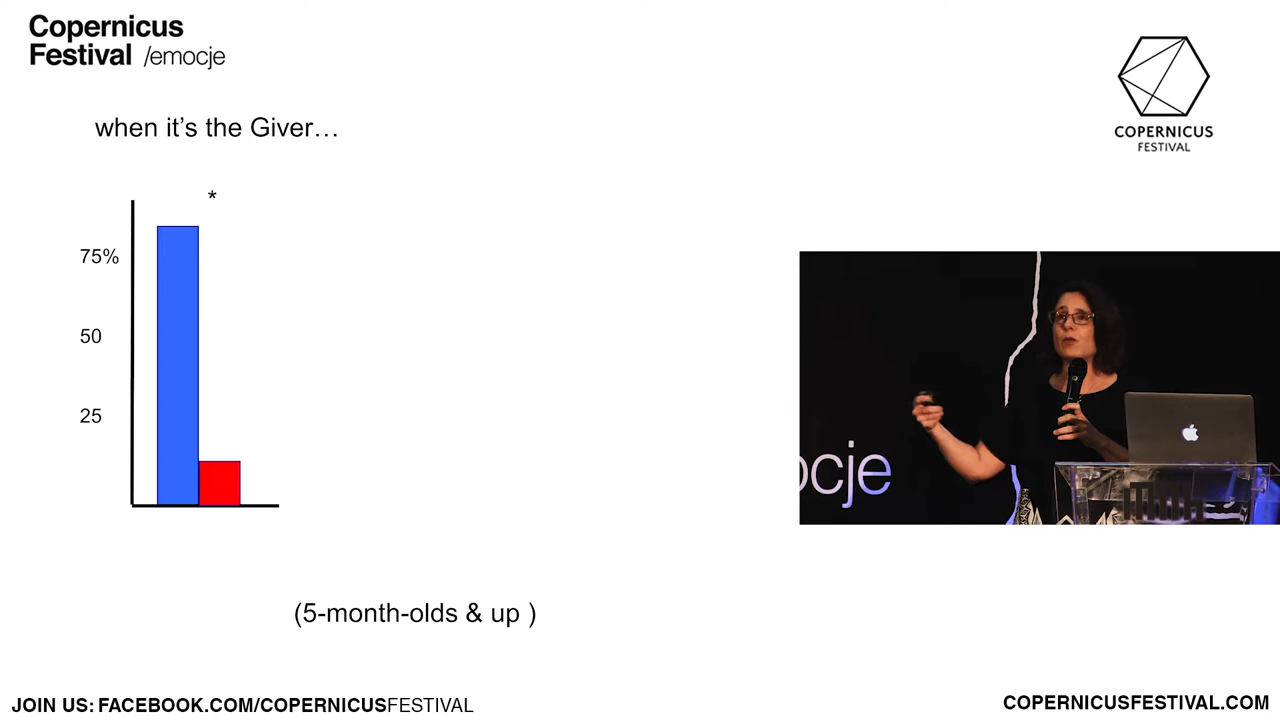 Copernicus
Festival /emocje
COPERNICUS
FESTIVAL
when it's the Giver…
*
75%
50
25
ocje
(5-month-olds & up )
JOIN US: FACEBOOK.COM/COPERNICUSFESTIVAL
COPERNICUSFESTIVAL.COM